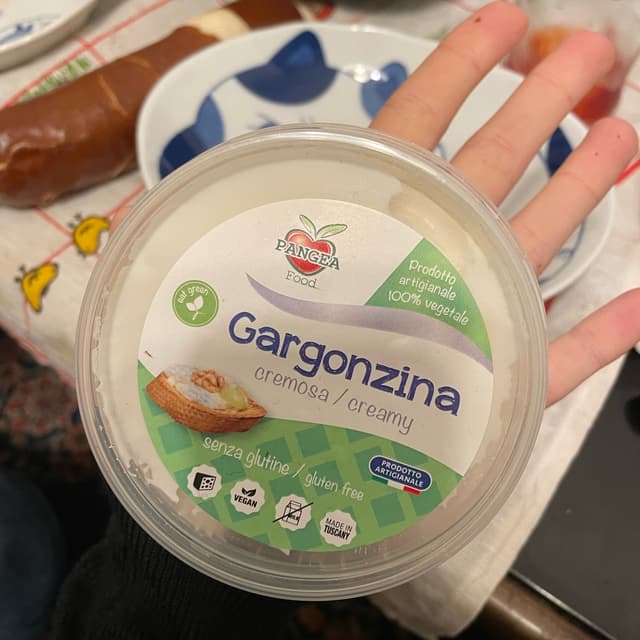 PANGEA
Food
Prodotto
artigianale
100% vegetale
eat green
Gargonzina
cremosa / creamy
senza glutine / gluten free
PRODOTTO
ARTIGIANALE
VEGAN
MILK
MADE IN
TUSCANY